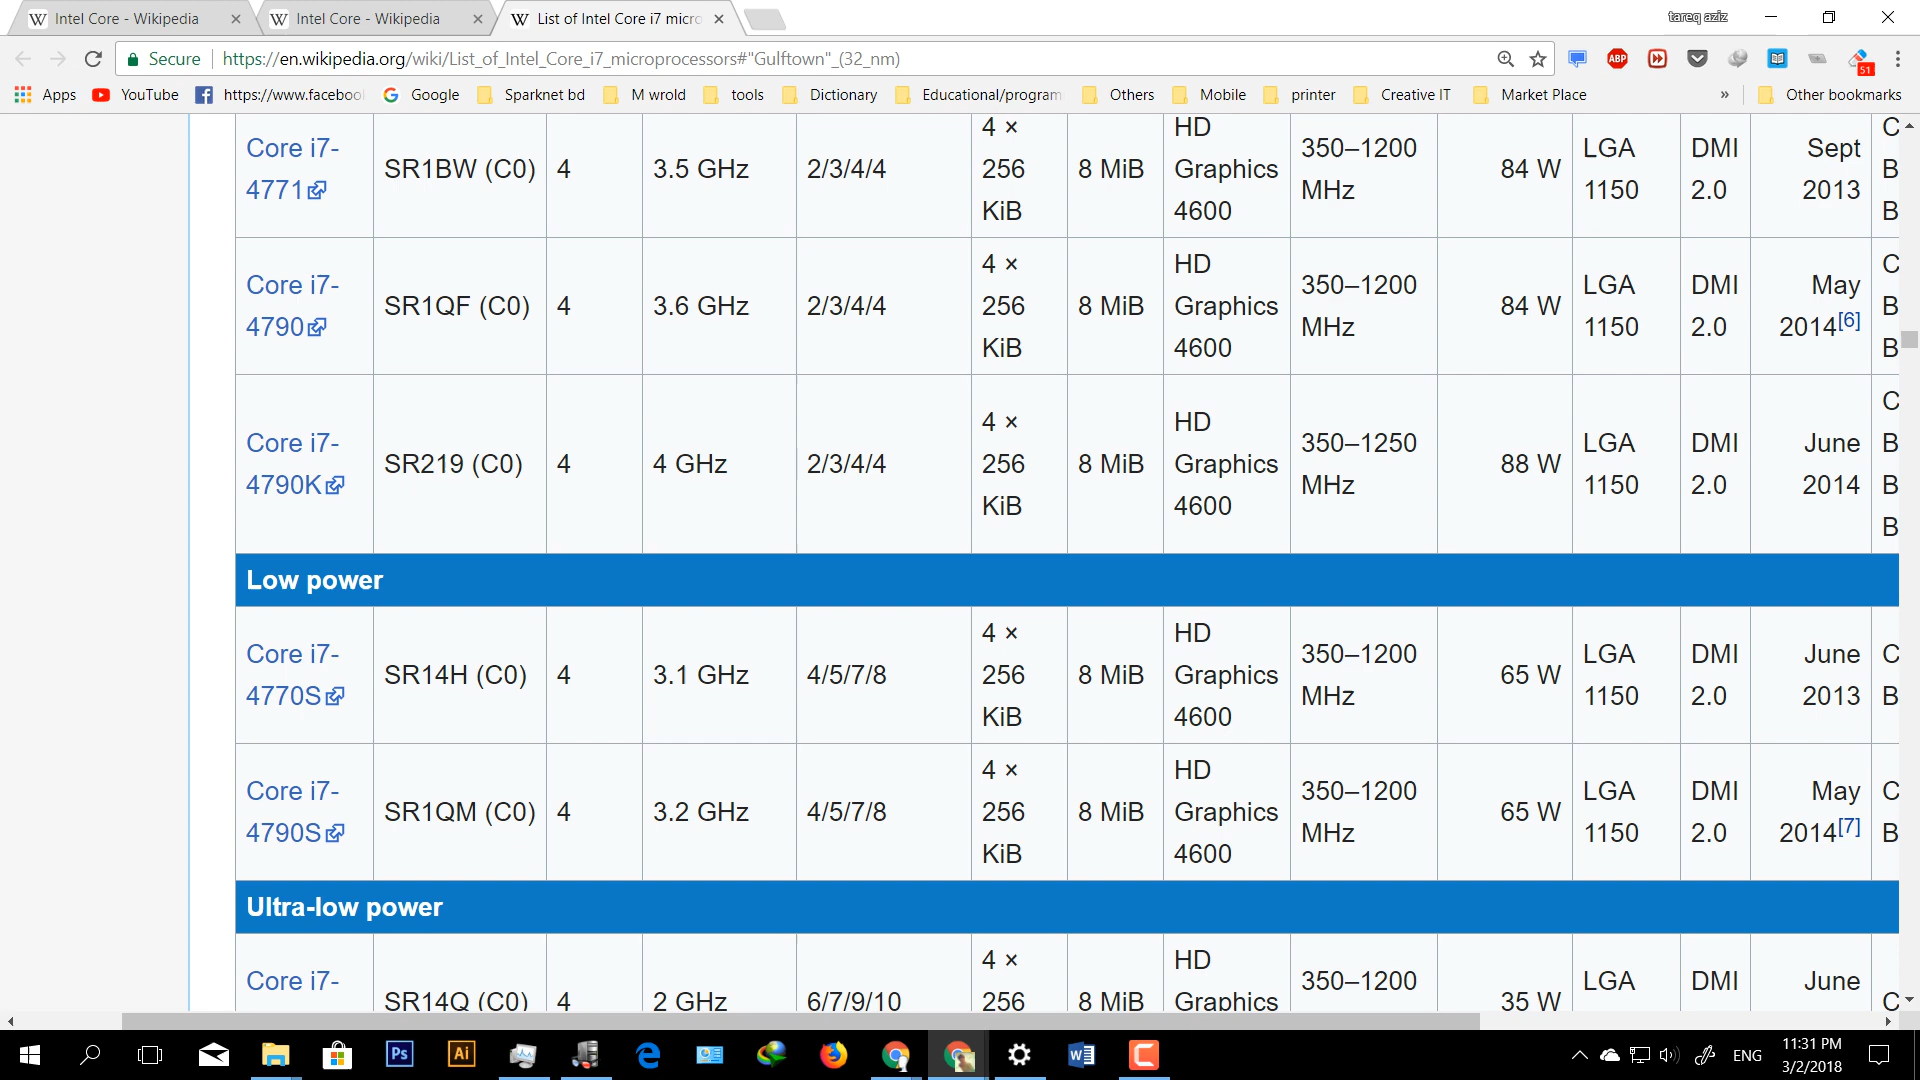 Intel Core - Wikipedia
Intel Core - Wikipedia
List of Intel Core i7 micro
tareq aziz
Secure https://en.wikipedia.org/wiki/List_of_Intel_Core_i7_microprocessors#"Gulftown"_(32_nm)
ABP
51
Apps YouTube https://www.faceboo Google Sparknet bd M wrold tools Dictionary Educational/program Others Mobile printer Creative IT Market Place » Other bookmarks
Core i7-
4771
SR1BW (C0)
4
3.5 GHz
2/3/4/4
4 ×
256
KiB
8 MiB
HD
Graphics
4600
350–1200
MHz
84 W
LGA
1150
DMI
2.0
Sept
2013
C
B
B
Core i7-
4790
SR1QF (C0)
4
3.6 GHz
2/3/4/4
4 ×
256
KiB
8 MiB
HD
Graphics
4600
350–1200
MHz
84 W
LGA
1150
DMI
2.0
May
2014[6]
C
B
B
Core i7-
4790K
SR219 (C0)
4
4 GHz
2/3/4/4
4 ×
256
KiB
8 MiB
HD
Graphics
4600
350–1250
MHz
88 W
LGA
1150
DMI
2.0
June
2014
C
B
B
B
Low power
Core i7-
4770S
SR14H (C0)
4
3.1 GHz
4/5/7/8
4 ×
256
KiB
8 MiB
HD
Graphics
4600
350–1200
MHz
65 W
LGA
1150
DMI
2.0
June
2013
C
B
Core i7-
4790S
SR1QM (C0)
4
3.2 GHz
4/5/7/8
4 ×
256
KiB
8 MiB
HD
Graphics
4600
350–1200
MHz
65 W
LGA
1150
DMI
2.0
May
2014[7]
C
B
Ultra-low power
Core i7-
SR14Q (C0)
4
2 GHz
6/7/9/10
4 ×
256
8 MiB
HD
Graphics
350–1200
35 W
LGA
DMI
June
C
Ps
Ai
ENG
11:31 PM
3/2/2018